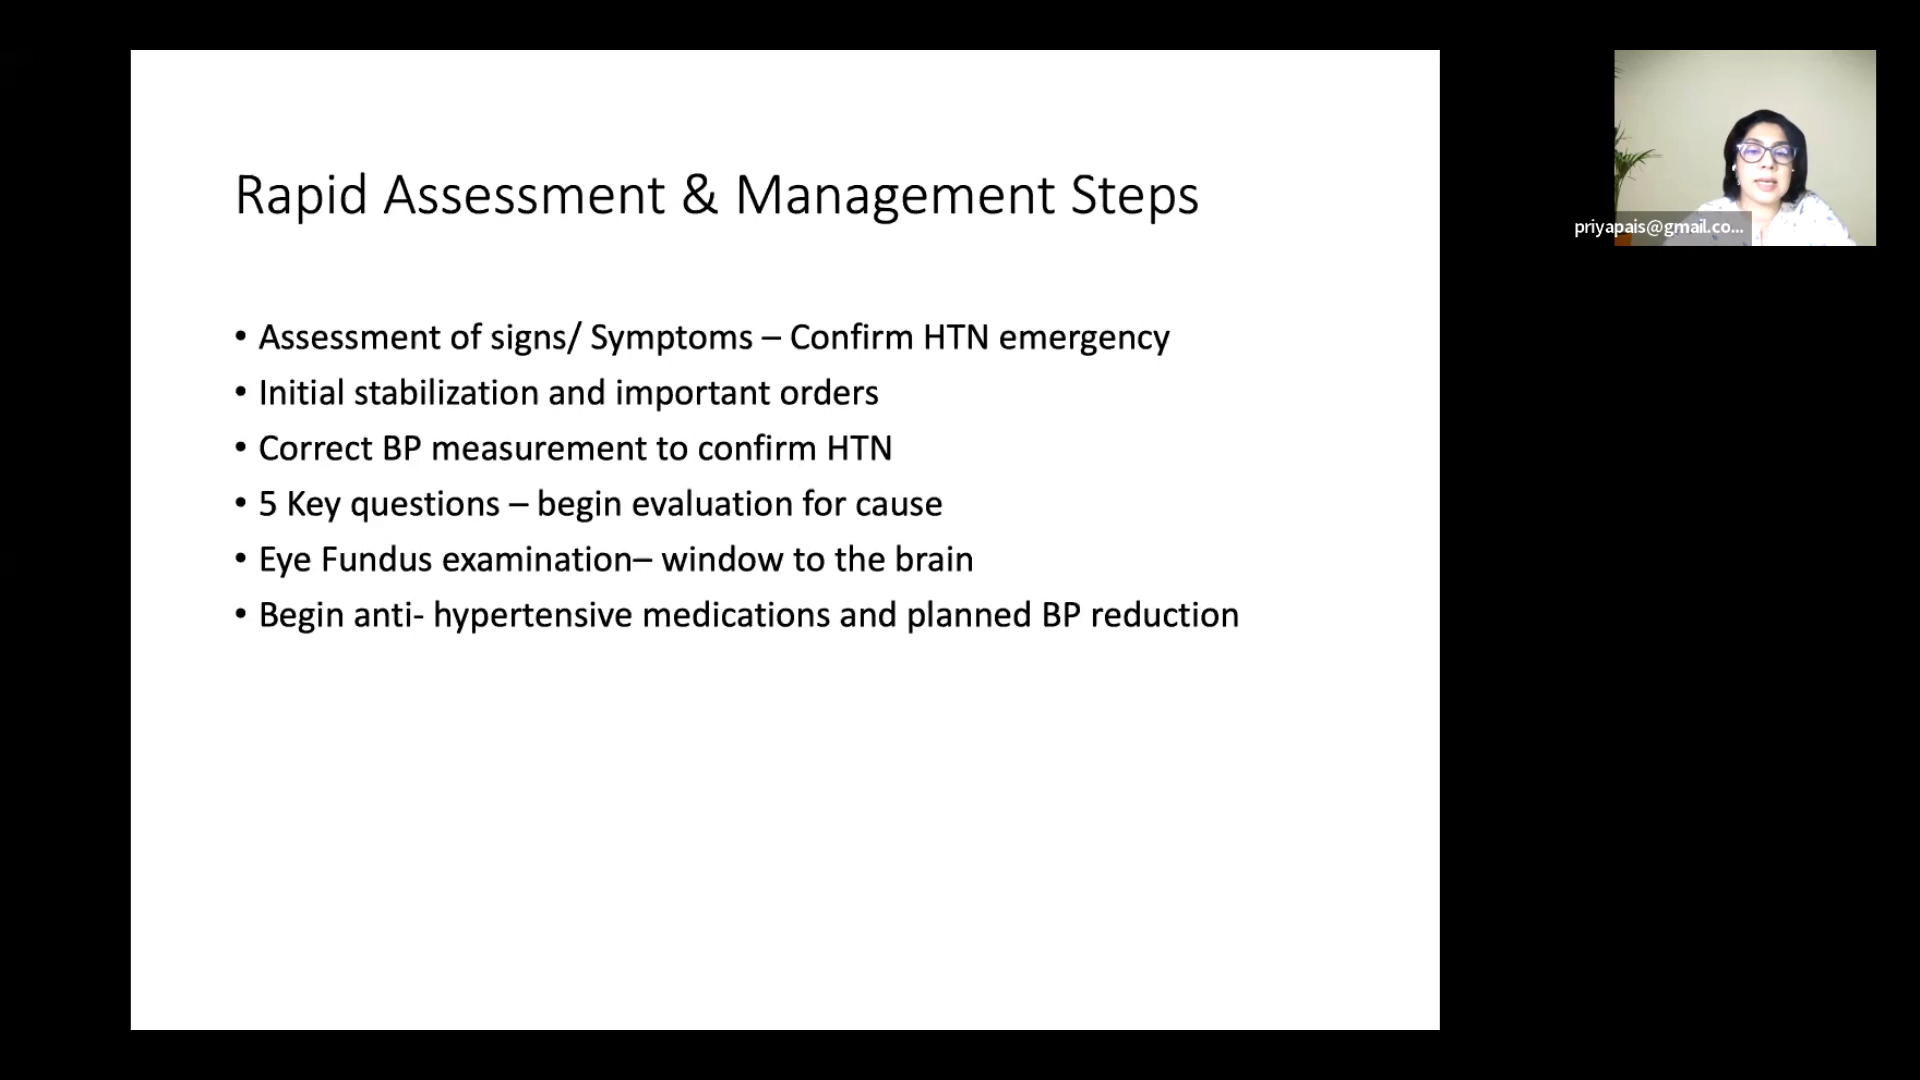 Rapid Assessment & Management Steps
• Assessment of signs/ Symptoms – Confirm HTN emergency
• Initial stabilization and important orders
• Correct BP measurement to confirm HTN
• 5 Key questions – begin evaluation for cause
• Eye Fundus examination– window to the brain
• Begin anti- hypertensive medications and planned BP reduction
priyapais@gmail.co...